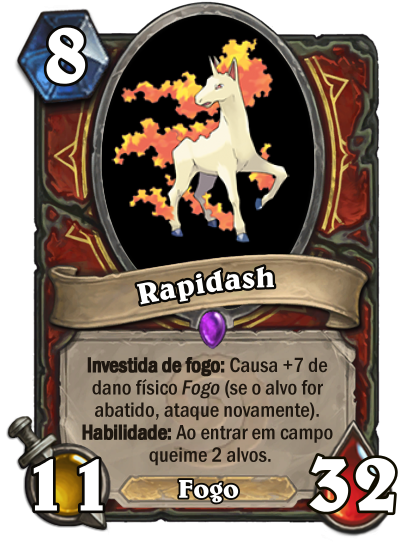 8
Rapidash
Investida de fogo: Causa +7 de
dano físico Fogo (se o alvo for
abatido, ataque novamente).
Habilidade: Ao entrar em campo
queime 2 alvos.
11
Fogo
32